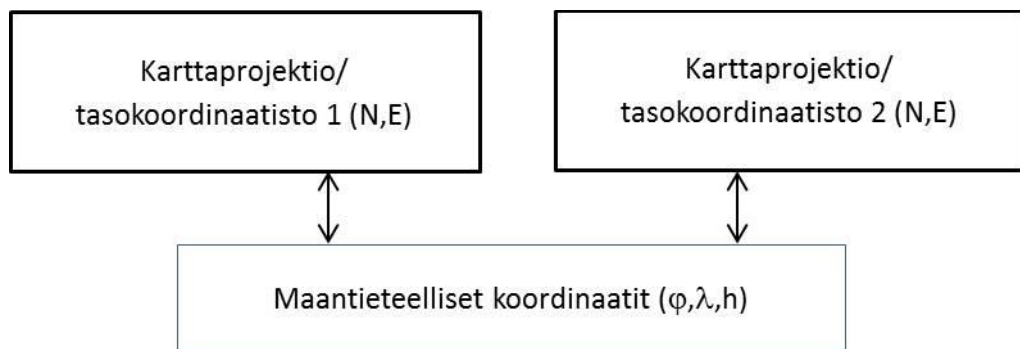 Karttaprojektio/
tasokoordinaatisto 1 (N,E)
Karttaprojektio/
tasokoordinaatisto 2 (N,E)
Maantieteelliset koordinaatit (φ,λ,h)